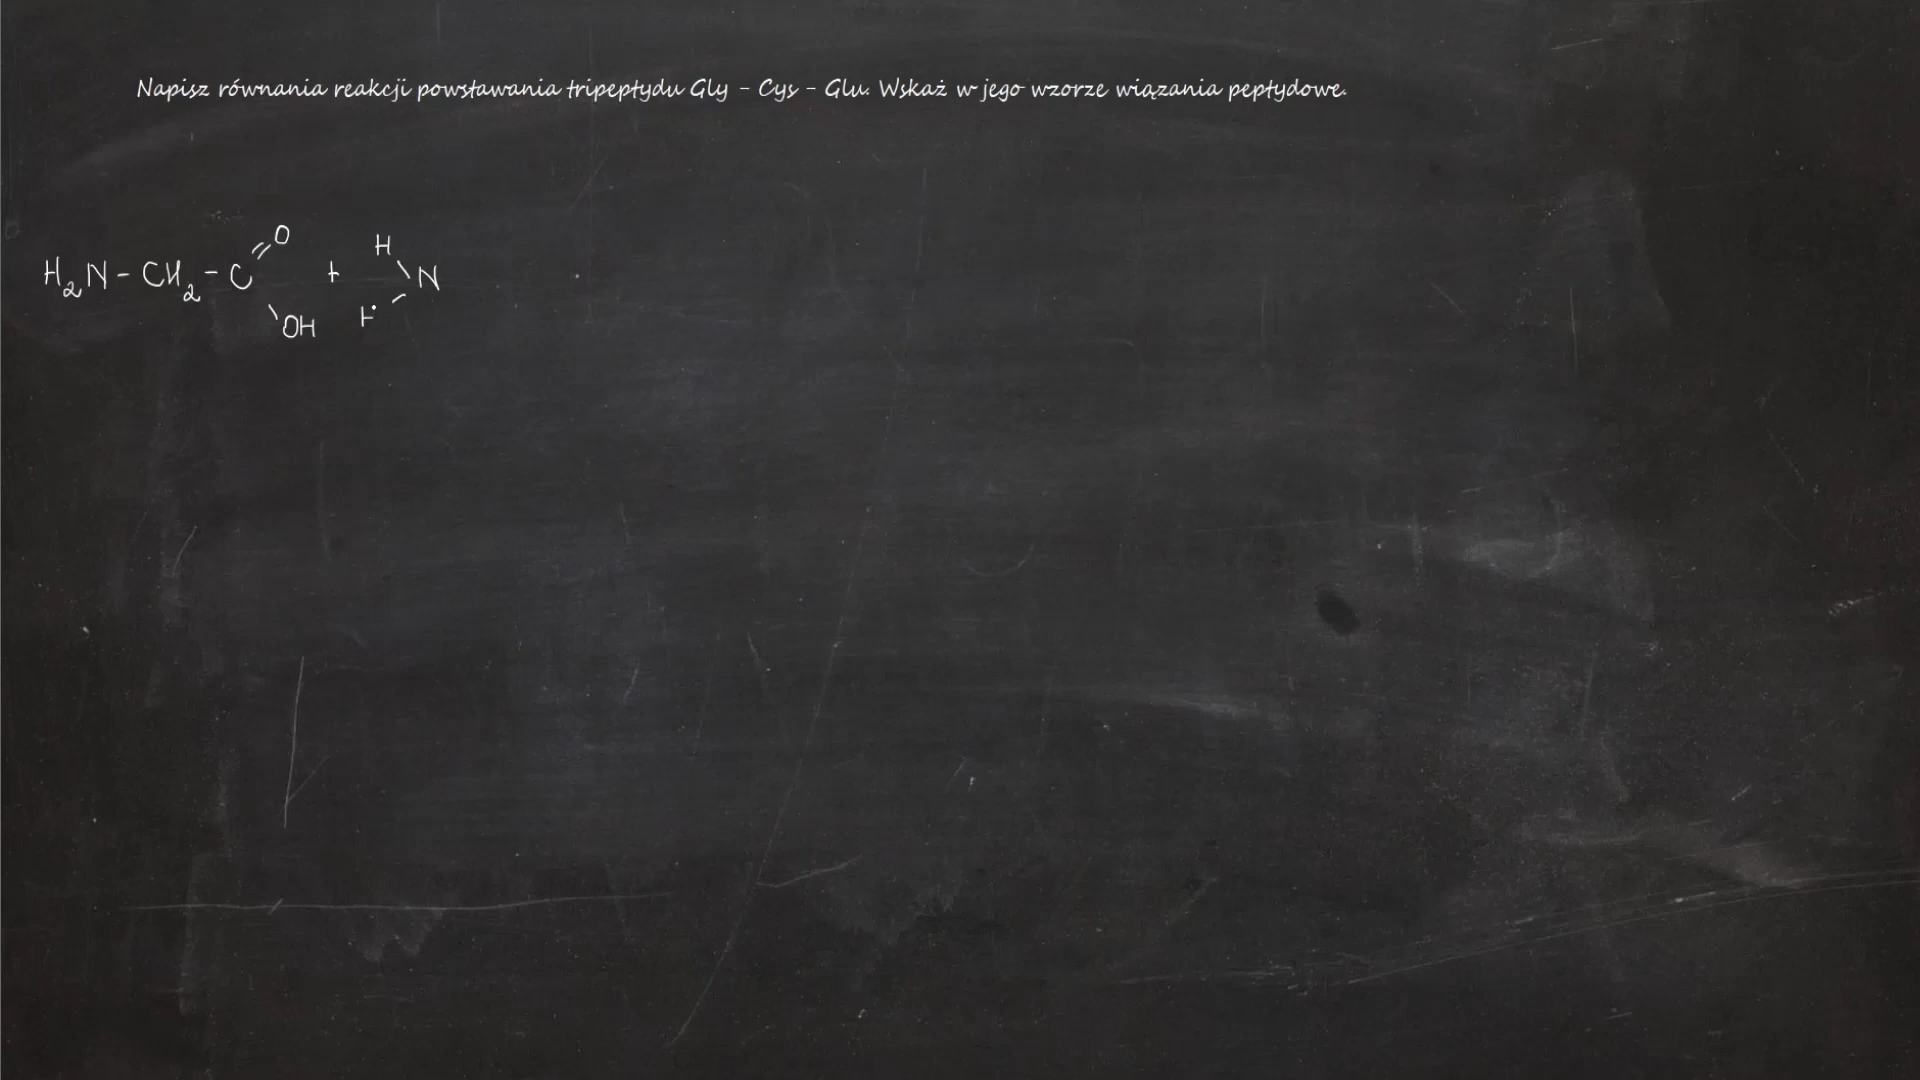 Napisz równania reakcji powstawania tripeptydu Gly - Cys - Glu. Wskaż w jego wzorze wiązania peptydowe.
H₂N - CH₂ - C
=O
OH
+
H
N